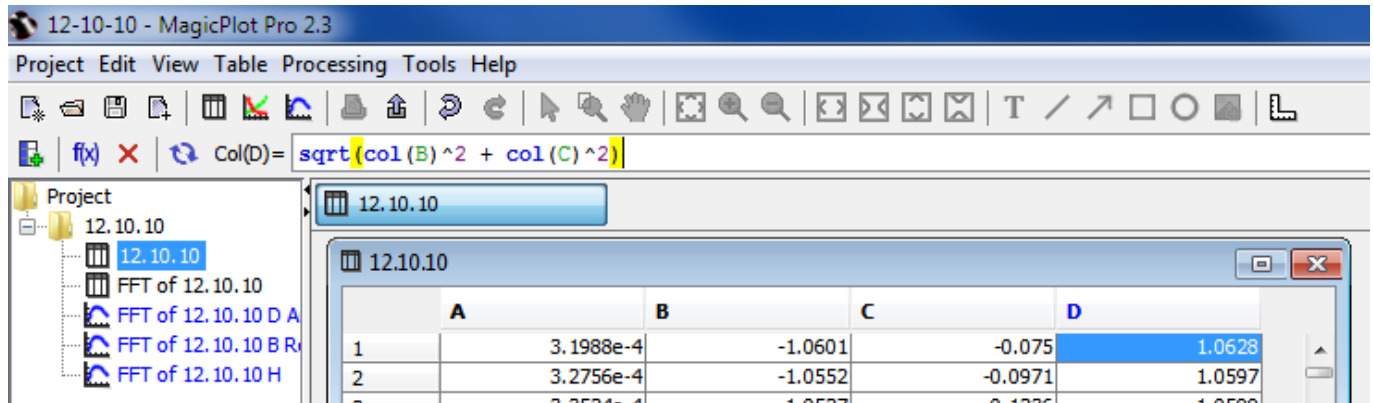 12-10-10 - MagicPlot Pro 2.3
Project Edit View Table Processing Tools Help
T
f(x) Col(D)= sqrt(col(B)^2 + col(C)^2)
Project
12.10.10
12.10.10
FFT of 12.10.10
FFT of 12.10.10 D A
FFT of 12.10.10 B R
FFT of 12.10.10 H
12.10.10
12.10.10
A B C D
1 3.1988e-4 -1.0601 -0.075 1.0628
2 3.2756e-4 -1.0552 -0.0971 1.0597